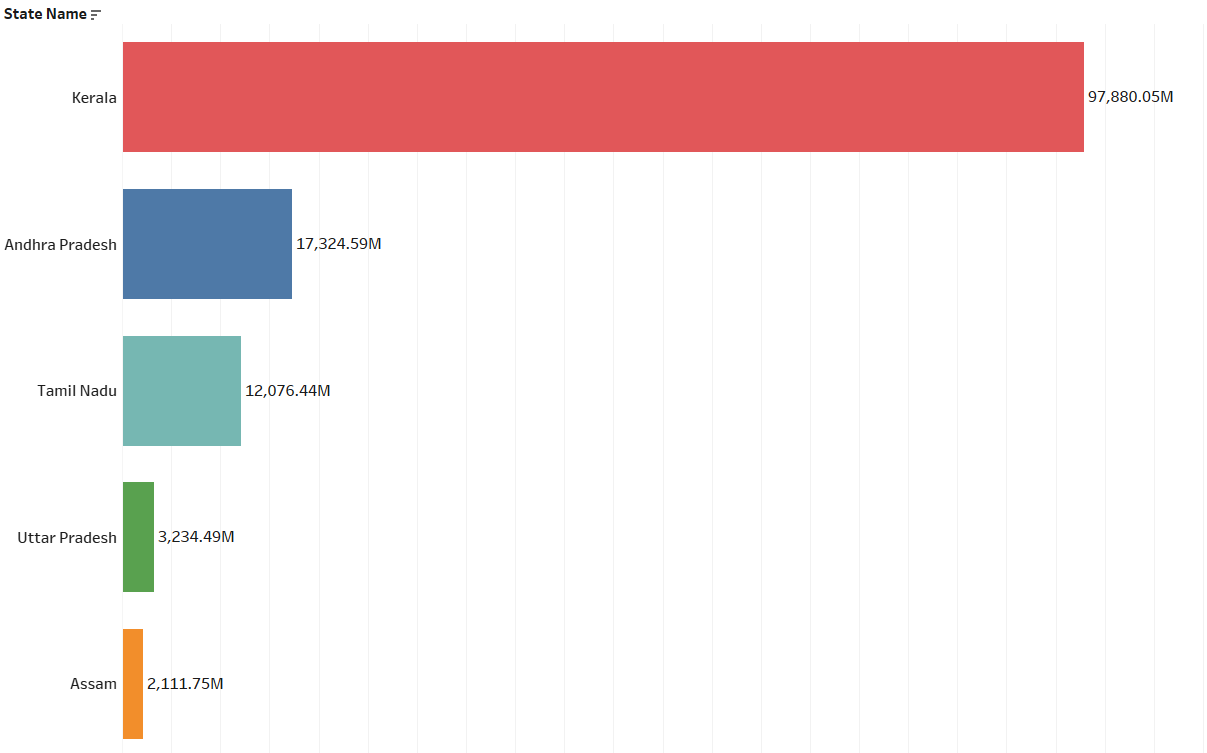 State Name
Kerala
97,880.05M
Andhra Pradesh
17,324.59M
Tamil Nadu
12,076.44M
Uttar Pradesh
3,234.49M
Assam
2,111.75M